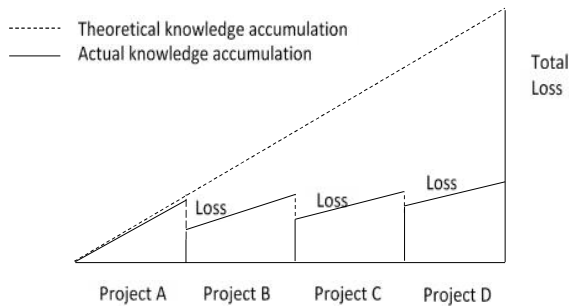 Theoretical knowledge accumulation
Actual knowledge accumulation
Total
Loss
Loss
Loss
Loss
Project A
Project B
Project C
Project D